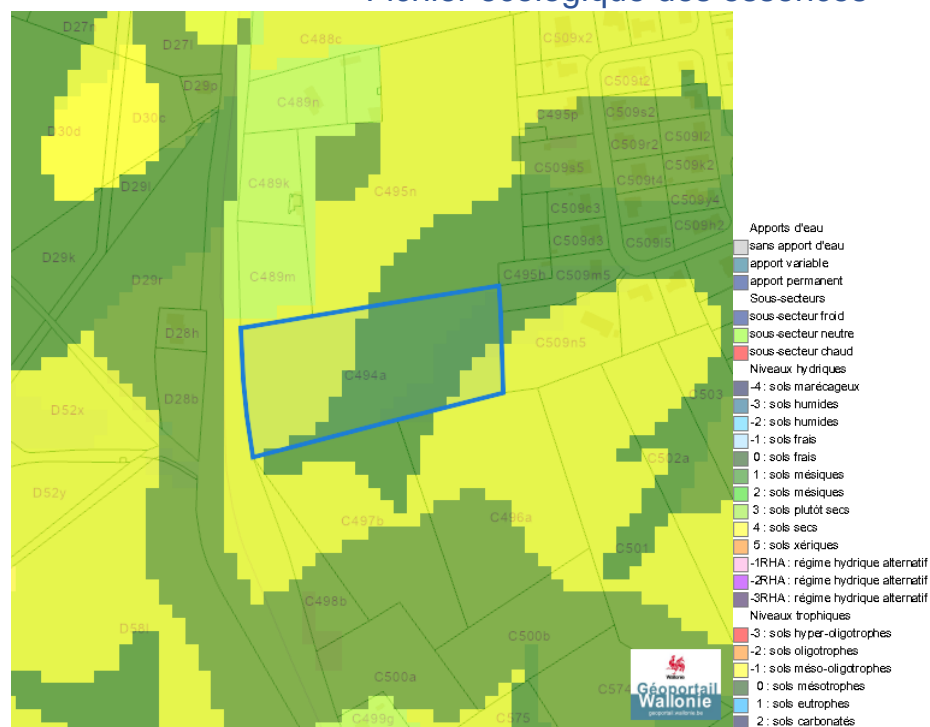 Fichier écologique des essences
D27n
D27l
C488c
C509x2
D29p
C489n
C509t2
D30d
D30c
C495p
C509s2
C509r2
C509l2
D29l
C489k
C495n
C509s5
C509t4
C509k2
C509c3
C509y4
D29k
C509d3
C509l5
C509h2
D29r
C489m
C495h
C509m5
D28h
C509n5
C494a
D28b
C503
D52x
C502a
D52y
C497b
C496a
C501
C498b
D58l
C500b
C500a
C574
C499g
C575
Wallonie
Géoportail
Wallonie
geoportail.wallonie.be
Apports d'eau
sans apport d'eau
apport variable
apport permanent
Sous-secteurs
sous-secteur froid
sous-secteur neutre
sous-secteur chaud
Niveaux hydriques
-4 : sols marécageux
-3 : sols humides
-2 : sols humides
-1 : sols frais
0 : sols frais
1 : sols mésiques
2 : sols mésiques
3 : sols plutôt secs
4 : sols secs
5 : sols xériques
-1RHA : régime hydrique alternatif
-2RHA : régime hydrique alternatif
-3RHA : régime hydrique alternatif
Niveaux trophiques
-3 : sols hyper-oligotrophes
-2 : sols oligotrophes
-1 : sols méso-oligotrophes
0 : sols mésotrophes
1 : sols eutrophes
2 : sols carbonatés